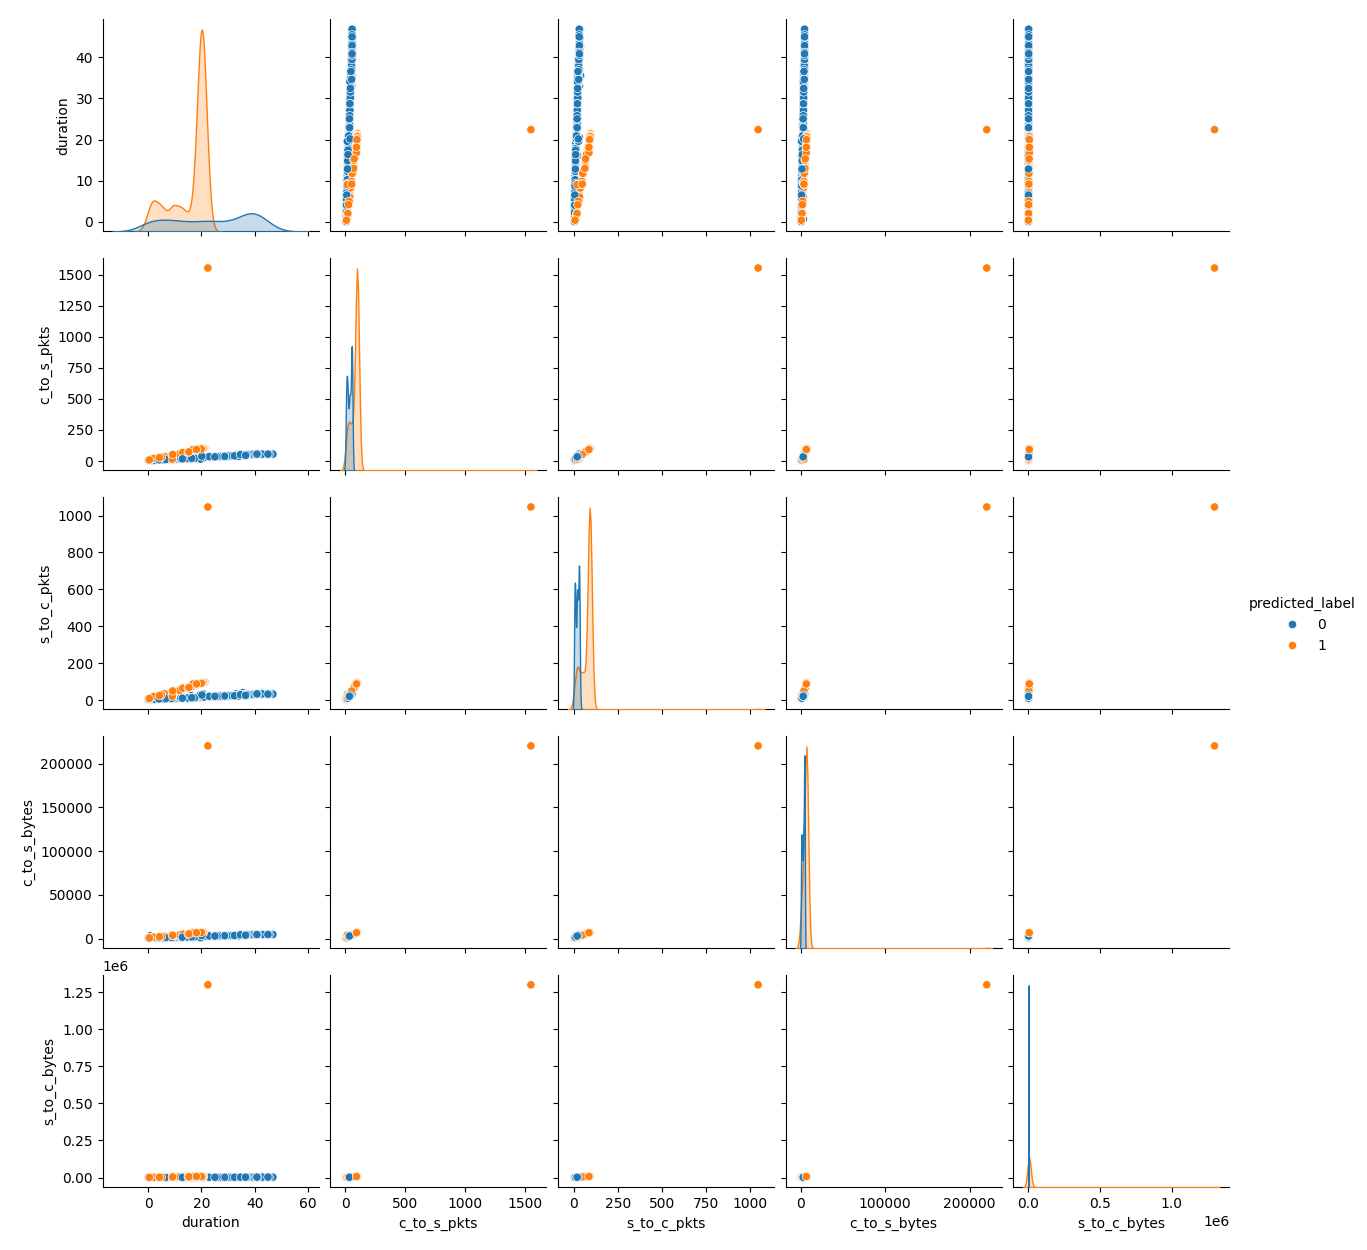 duration
40
30
20
10
0
c_to_s_pkts
1500
1250
1000
750
500
250
0
s_to_c_pkts
1000
800
600
400
200
0
predicted_label
0
1
c_to_s_bytes
200000
150000
100000
50000
0
1e6
s_to_c_bytes
1.25
1.00
0.75
0.50
0.25
0.00
0 20 40 60
duration
0 500 1000 1500
c_to_s_pkts
0 250 500 750 1000
s_to_c_pkts
0 100000 200000
c_to_s_bytes
0.0 0.5 1.0
1e6
s_to_c_bytes